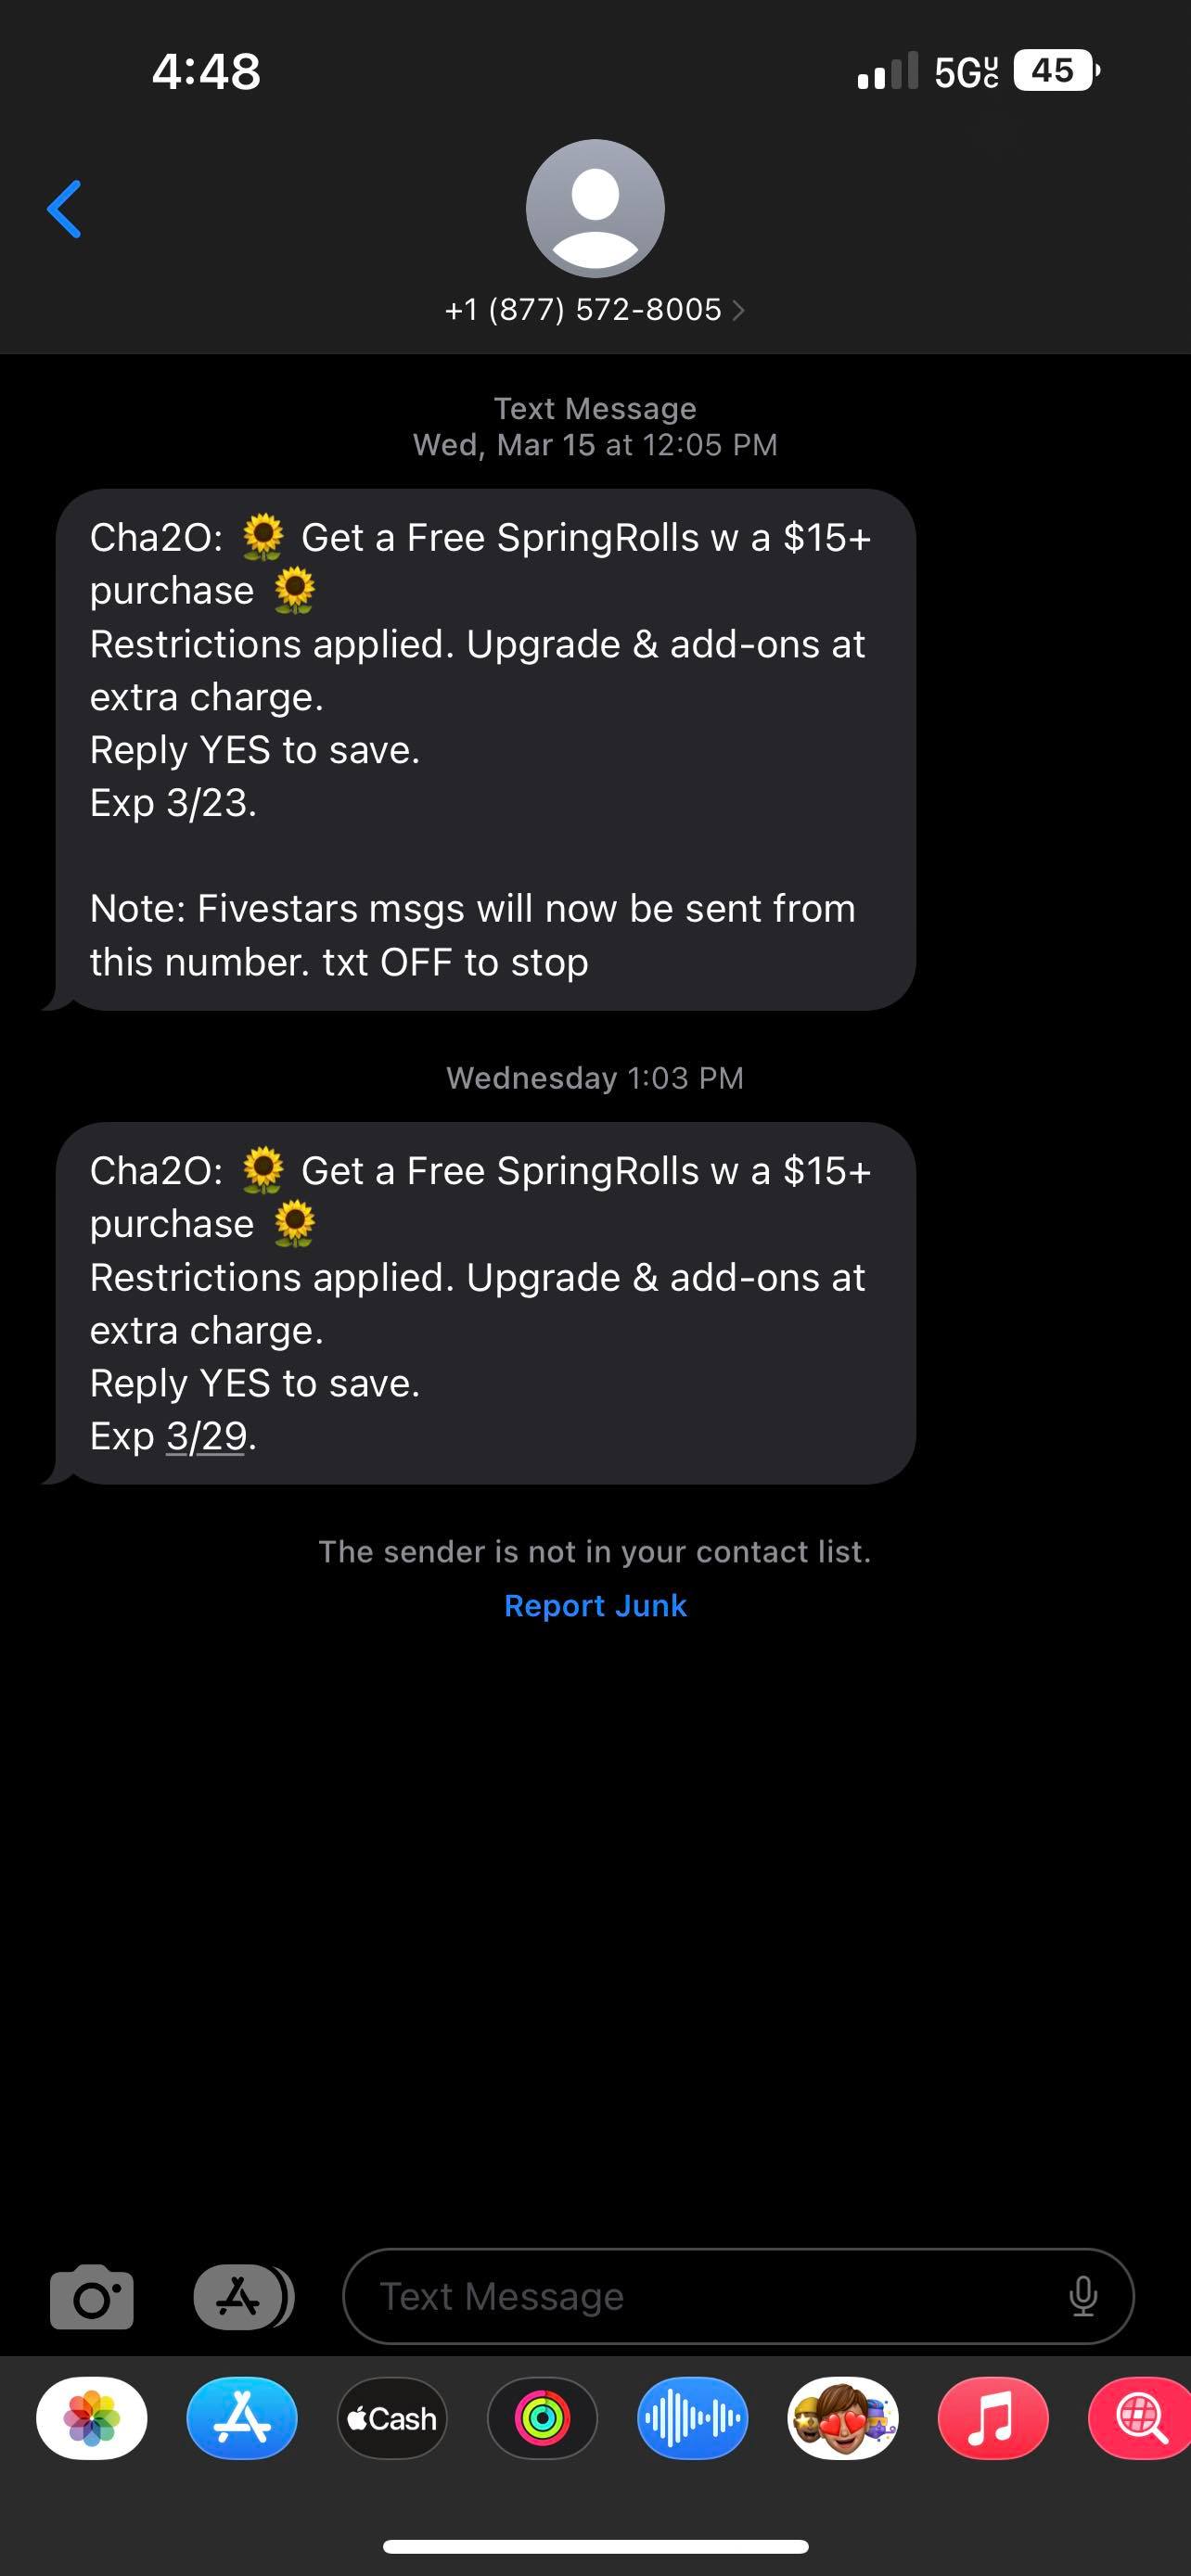 4:48
5GUC 45
+1 (877) 572-8005
Text Message
Wed, Mar 15 at 12:05 PM
Cha2O: 🌻 Get a Free SpringRolls w a $15+
purchase 🌻
Restrictions applied. Upgrade & add-ons at
extra charge.
Reply YES to save.
Exp 3/23.
Note: Fivestars msgs will now be sent from
this number. txt OFF to stop
Wednesday 1:03 PM
Cha2O: 🌻 Get a Free SpringRolls w a $15+
purchase 🌻
Restrictions applied. Upgrade & add-ons at
extra charge.
Reply YES to save.
Exp 3/29.
The sender is not in your contact list.
Report Junk
Text Message
Cash